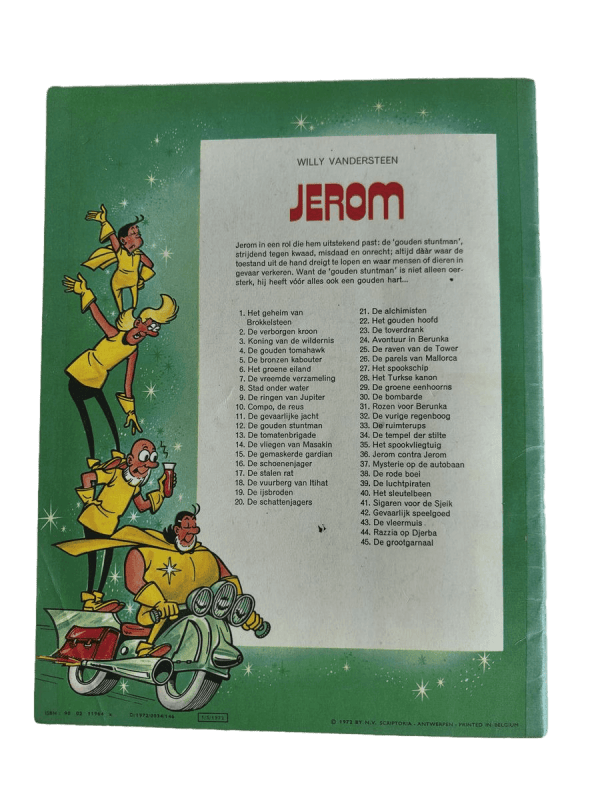 WILLY VANDERSTEEN
JEROM
Jerom in een rol die hem uitstekend past: de 'gouden stuntman',
strijdend tegen kwaad, misdaad en onrecht; altijd dáár waar de
toestand uit de hand dreigt te lopen en waar mensen of dieren in
gevaar verkeren. Want de 'gouden stuntman' is niet alleen oer-
sterk, hij heeft vóór alles ook een gouden hart...
1. Het geheim van
Brokkelsteen
2. De verborgen kroon
3. Koning van de wildernis
4. De gouden tomahawk
5. De bronzen kabouter
6. Het groene eiland
7. De vreemde verzameling
8. Stad onder water
9. De ringen van Jupiter
10. Compo, de reus
11. De gevaarlijke jacht
12. De gouden stuntman
13. De tomatenbrigade
14. De vliegen van Masakin
15. De gemaskerde gardian
16. De schoenenjager
17. De stalen rat
18. De vuurberg van Itihat
19. De ijsbroden
20. De schattenjagers
21. De alchimisten
22. Het gouden hoofd
23. De toverdrank
24. Avontuur in Berunka
25. De raven van de Tower
26. De parels van Mallorca
27. Het spookschip
28. Het Turkse kanon
29. De groene eenhoorns
30. De bombarde
31. Rozen voor Berunka
32. De vurige regenboog
33. De ruimterups
34. De tempel der stilte
35. Het spookvliegtuig
36. Jerom contra Jerom
37. Mysterie op de autobaan
38. De rode boei
39. De luchtpiraten
40. Het sleutelbeen
41. Sigaren voor de Sjeik
42. Gevaarlijk speelgoed
43. De vleermuis
44. Razzia op Djerba
45. De grootgarnaal
© 1972 BY N.V. SCRIPTORIA - ANTWERPEN - PRINTED IN BELGIUM